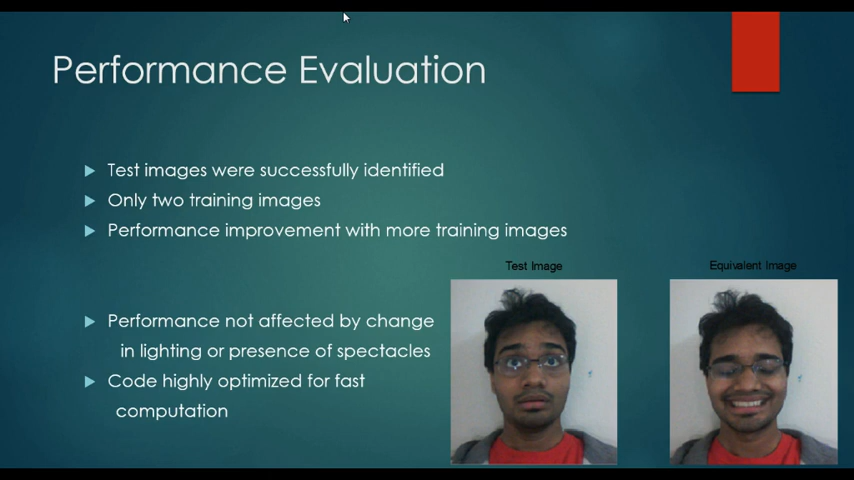 Performance Evaluation
Test images were successfully identified
Only two training images
Performance improvement with more training images
Test Image
Equivalent Image
Performance not affected by change
in lighting or presence of spectacles
Code highly optimized for fast
computation